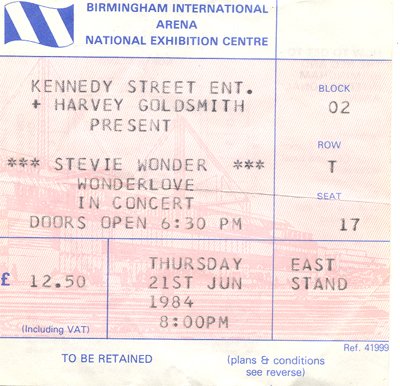 BIRMINGHAM INTERNATIONAL
ARENA
NATIONAL EXHIBITION CENTRE
KENNEDY STREET ENT.
+ HARVEY GOLDSMITH
PRESENT
*** STEVIE WONDER ***
WONDERLOVE
IN CONCERT
DOORS OPEN 6:30 PM
BLOCK
02
ROW
T
SEAT
17
£ 12.50
(Including VAT)
THURSDAY
21ST JUN
1984
8:00PM
EAST
STAND
Ref. 41999
TO BE RETAINED
(plans & conditions
see reverse)